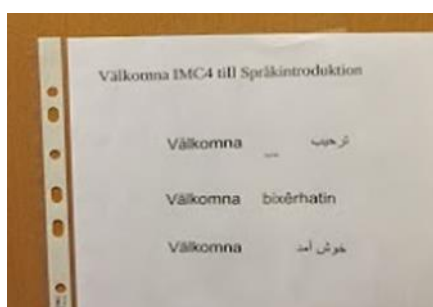 Välkomna IMC4 till Språkintroduktion
Välkomna ترحيب
Välkomna bixêrhatin
Välkomna خوش آمد